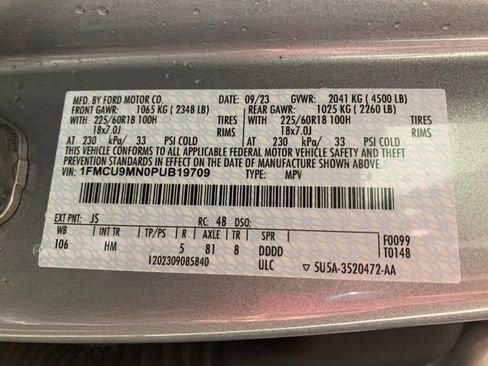 MFD. BY FORD MOTOR CO. DATE: 09/23 GVWR: 2041 KG ( 4500 LB)
FRONT GAWR: 1065 KG ( 2348 LB) REAR GAWR: 1025 KG ( 2260 LB)
WITH 225/60R18 100H TIRES WITH 225/60R18 100H TIRES
18x7.0J RIMS 18x7.0J RIMS
AT 230 kPa/ 33 PSI COLD AT 230 kPa/ 33 PSI COLD
THIS VEHICLE CONFORMS TO ALL APPLICABLE FEDERAL MOTOR VEHICLE SAFETY AND THEFT PREVENTION STANDARDS IN EFFECT ON THE DATE OF MANUFACTURE SHOWN ABOVE.
VIN: 1FMCU9MN0PUB19709 TYPE: MPV
EXT PNT: JS RC: 48 DSO:
WB INT TR TP/PS R AXLE TR SPR F0099
106 HM 5 81 8 DDDD T0148
1202309085840 ULC ▽ 5U5A-3520472-AA